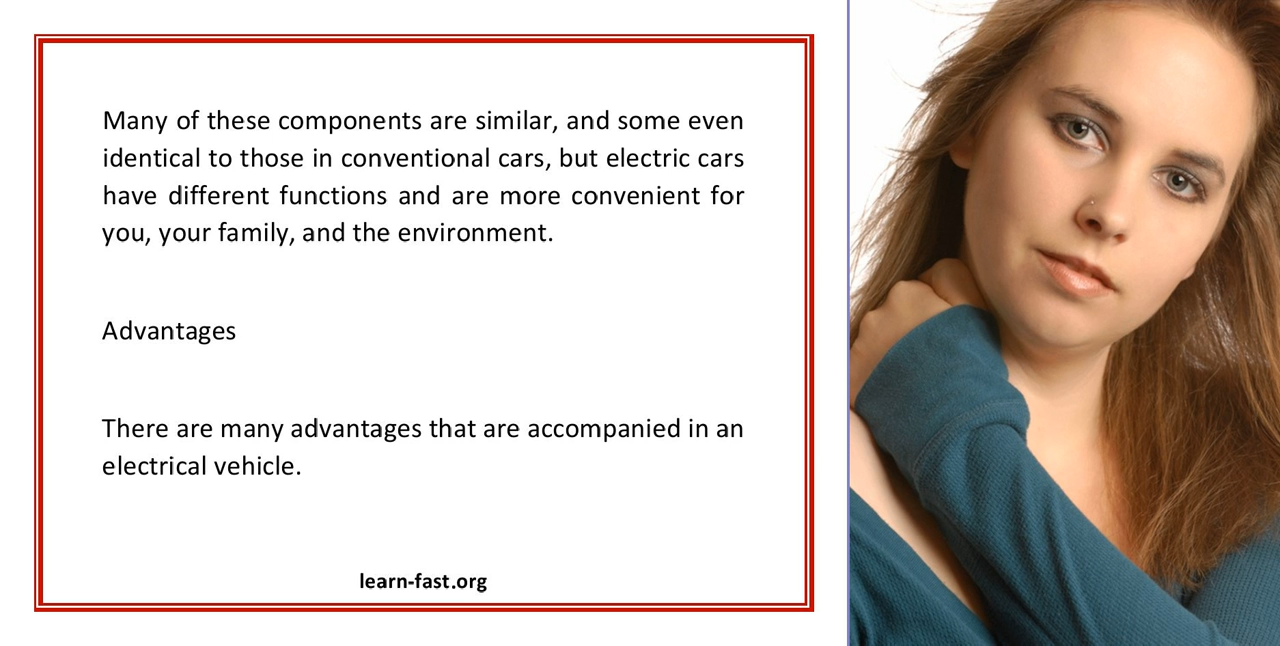 Many of these components are similar, and some even
identical to those in conventional cars, but electric cars
have different functions and are more convenient for
you, your family, and the environment.
Advantages
There are many advantages that are accompanied in an
electrical vehicle.
learn-fast.org